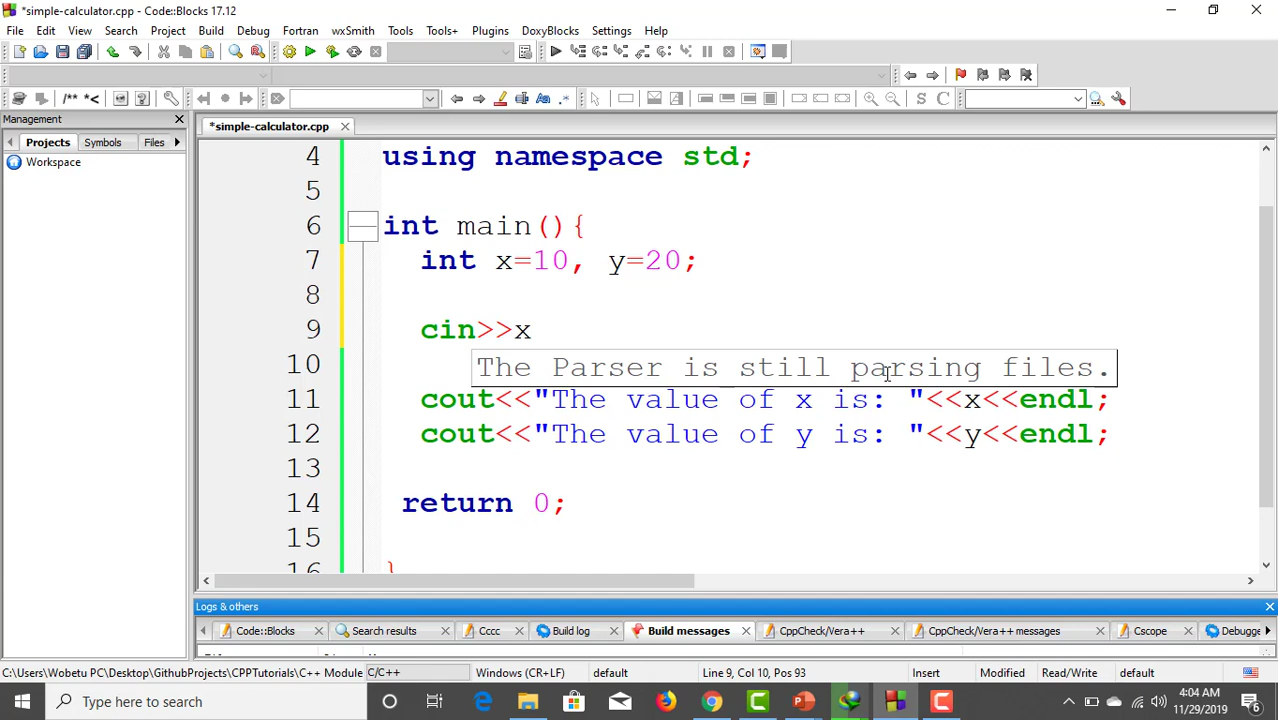 *simple-calculator.cpp - Code::Blocks 17.12
File Edit View Search Project Build Debug Fortran wxSmith Tools Tools+ Plugins DoxyBlocks Settings Help
/** *<
S C
Management
*simple-calculator.cpp
Projects Symbols Files
Workspace
4 using namespace std;
5
6 int main(){
7 int x=10, y=20;
8
9 cin>>x
10 The Parser is still parsing files.
11 cout<<"The value of x is: "<<x<<endl;
12 cout<<"The value of y is: "<<y<<endl;
13
14 return 0;
15
16 }
Logs & others
Code::Blocks Search results Cccc Build log Build messages CppCheck/Vera++ CppCheck/Vera++ messages Cscope Debugge
C:\Users\Wobetu PC\Desktop\GithubProjects\CPPTutorials\C++ Module C/C++ Windows (CR+LF) default Line 9, Col 10, Pos 93 Insert Modified Read/Write default
Type here to search
4:04 AM
11/29/2019
6